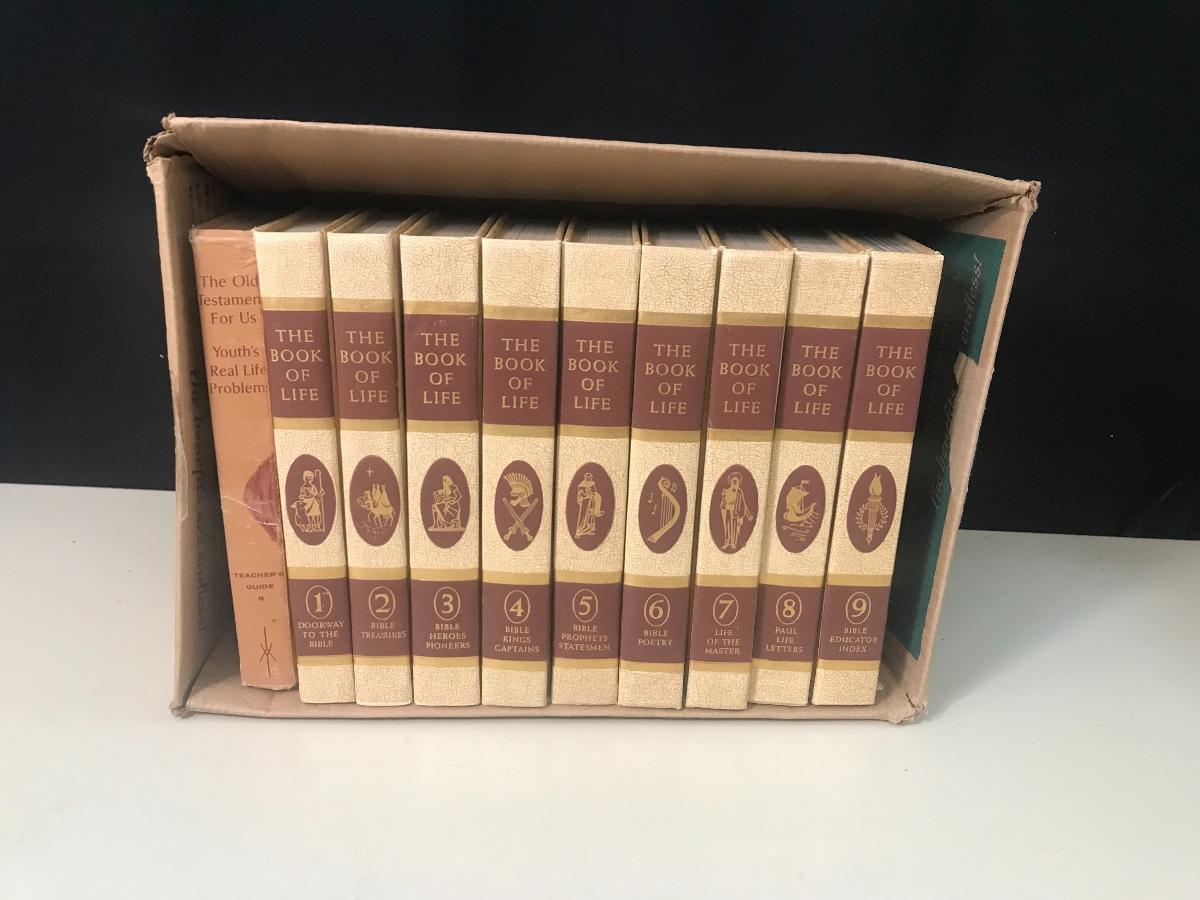 The Old
Testament
For Us
Youth's
Real Life
Problems
TEACHER'S
GUIDE
8
THE
BOOK
OF
LIFE
1
DOORWAY
TO THE
BIBLE
THE
BOOK
OF
LIFE
2
BIBLE
TREASURES
THE
BOOK
OF
LIFE
3
BIBLE
HEROES
PIONEERS
THE
BOOK
OF
LIFE
4
BIBLE
KINGS
CAPTAINS
THE
BOOK
OF
LIFE
5
BIBLE
PROPHETS
STATESMEN
THE
BOOK
OF
LIFE
6
BIBLE
POETRY
THE
BOOK
OF
LIFE
7
LIFE
OF THE
MASTER
THE
BOOK
OF
LIFE
8
PAUL
LIFE
LETTERS
THE
BOOK
OF
LIFE
9
BIBLE
EDUCATOR
INDEX
endless!